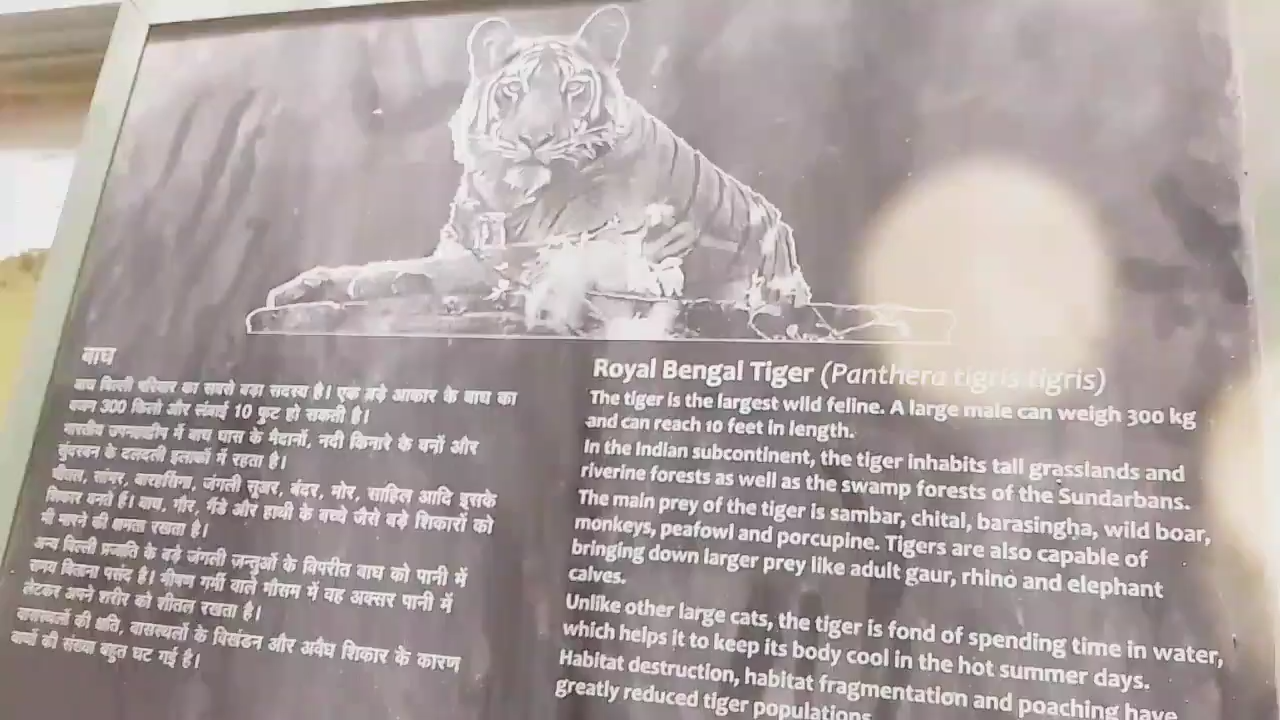 बाघ
बाघ बिल्ली परिवार का सबसे बड़ा सदस्य है। एक बड़े आकार के बाघ का
वजन 300 किलो और लंबाई 10 फुट हो सकती है।
भारतीय उपमहाद्वीप में बाघ घास के मैदानों, नदी किनारे के वनों और
सुंदरबन के दलदली इलाकों में रहता है।
चीतल, सांभर, बारहसिंगा, जंगली सूअर, बंदर, मोर, साहिल आदि इसके
शिकार बनते हैं। बाघ, गौर, गैंडे और हाथी के बच्चे जैसे बड़े शिकारों को
भी मारने की क्षमता रखता है।
अन्य बिल्ली प्रजाति के बड़े जंगली जन्तुओं के विपरीत बाघ को पानी में
समय बिताना पसंद है। भीषण गर्मी वाले मौसम में वह अक्सर पानी में
लेटकर अपने शरीर को शीतल रखता है।
वासस्थलों की क्षति, वासस्थलों के विखंडन और अवैध शिकार के कारण
बाघों की संख्या बहुत घट गई है।
Royal Bengal Tiger (Panthera tigris tigris)
The tiger is the largest wild feline. A large male can weigh 300 kg
and can reach 10 feet in length.
In the Indian subcontinent, the tiger inhabits tall grasslands and
riverine forests as well as the swamp forests of the Sundarbans.
The main prey of the tiger is sambar, chital, barasingha, wild boar,
monkeys, peafowl and porcupine. Tigers are also capable of
bringing down larger prey like adult gaur, rhino and elephant
calves.
Unlike other large cats, the tiger is fond of spending time in water,
which helps it to keep its body cool in the hot summer days.
Habitat destruction, habitat fragmentation and poaching have
greatly reduced tiger populations